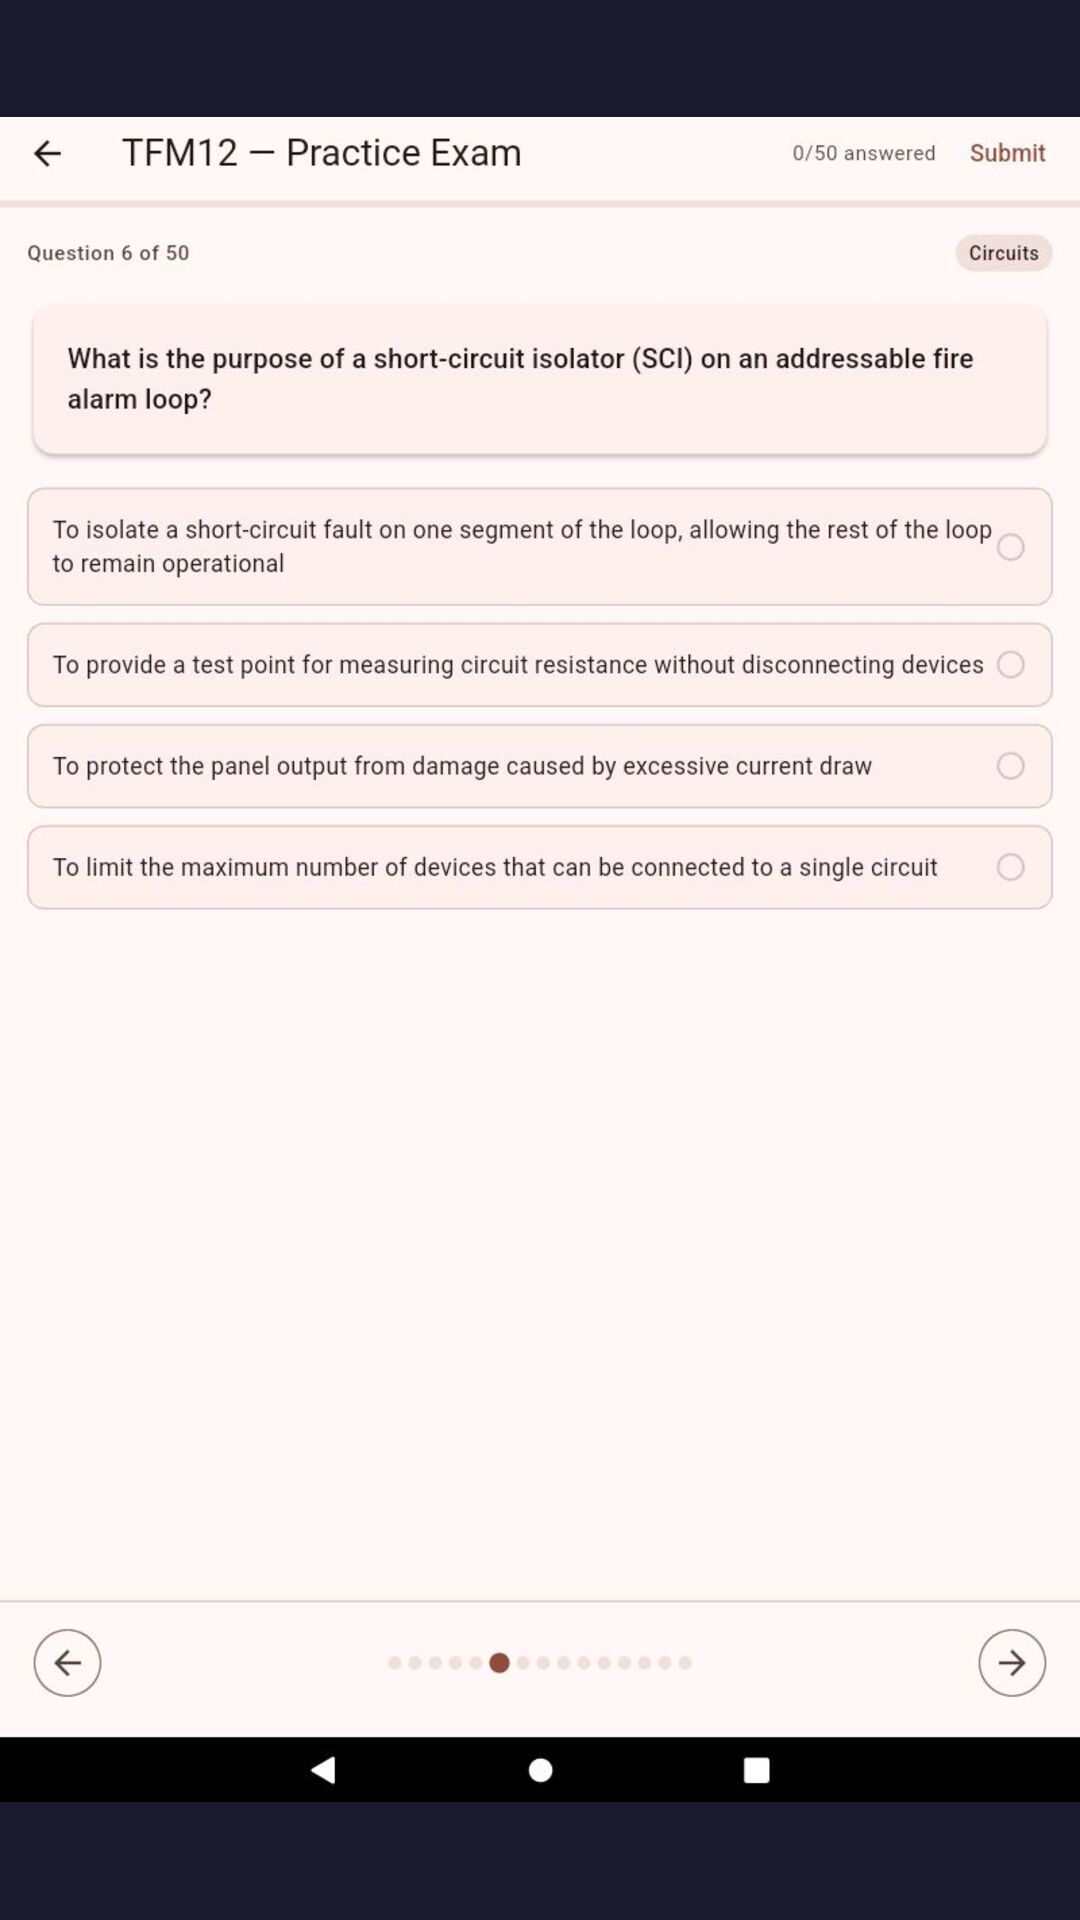 TFM12 — Practice Exam
0/50 answered
Submit
Question 6 of 50
Circuits
What is the purpose of a short-circuit isolator (SCI) on an addressable fire
alarm loop?
To isolate a short-circuit fault on one segment of the loop, allowing the rest of the loop
to remain operational
To provide a test point for measuring circuit resistance without disconnecting devices
To protect the panel output from damage caused by excessive current draw
To limit the maximum number of devices that can be connected to a single circuit